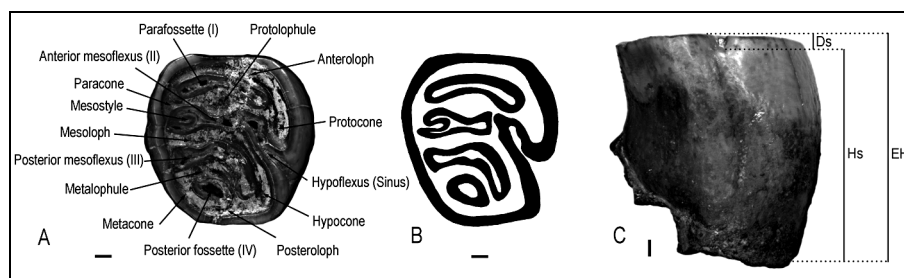 Parafossette (I)
Protolophule
Anterior mesoflexus (II)
Anteroloph
Paracone
Mesostyle
Mesoloph
Protocone
Posterior mesoflexus (III)
Metalophule
Hypoflexus (Sinus)
Metacone
Hypocone
Posterior fossette (IV)
Posteroloph
A
B
C
Ds
Hs
EH